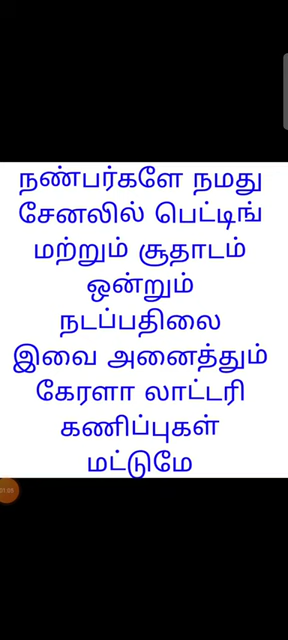 நண்பர்களே நமது
சேனலில் பெட்டிங்
மற்றும் சூதாடம்
ஒன்றும்
நடப்பதிலை
இவை அனைத்தும்
கேரளா லாட்டரி
கணிப்புகள்
மட்டுமே